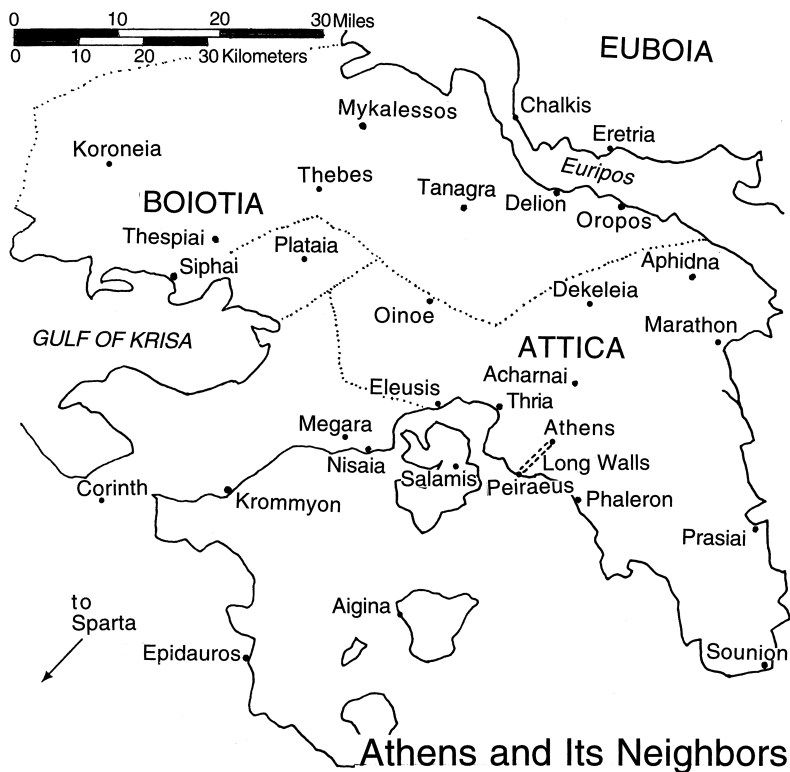 0 10 20 30 Miles
0 10 20 30 Kilometers
EUBOIA
Chalkis
Mykalessos
Eretria
Koroneia
Euripos
Thebes
Tanagra
BOIOTIA
Delion
Oropos
Thespiai
Plataia
Siphai
Aphidna
Dekeleia
Oinoe
Marathon
GULF OF KRISA
ATTICA
Acharnai
Eleusis
Thria
Megara
Athens
Nisaia
Long Walls
Salamis
Peiraeus
Corinth
Krommyon
Phaleron
Prasiai
to
Sparta
Aigina
Epidauros
Sounion
Athens and Its Neighbors